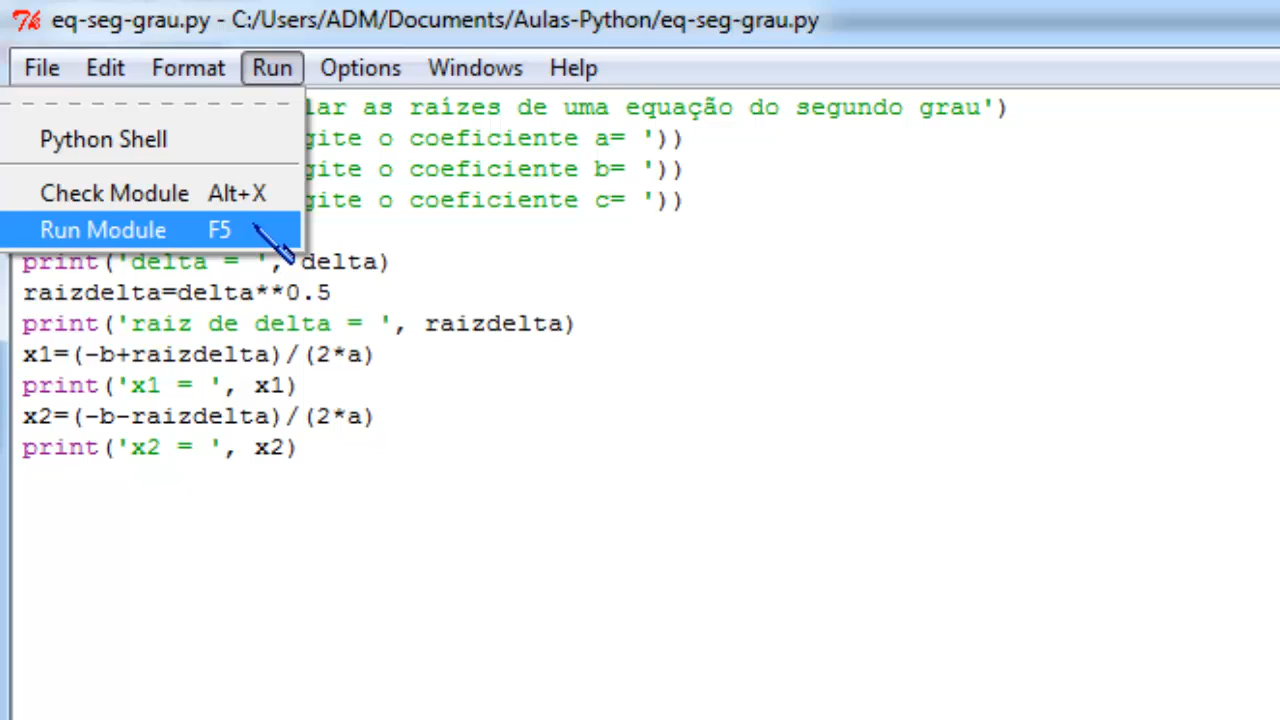 eq-seg-grau.py - C:/Users/ADM/Documents/Aulas-Python/eq-seg-grau.py
File Edit Format Run Options Windows Help
lar as raízes de uma equação do segundo grau')
Python Shell
gite o coeficiente a= '))
gite o coeficiente b= '))
Check Module Alt+X
gite o coeficiente c= '))
Run Module F5
print('delta = ', delta)
raizdelta=delta**0.5
print('raiz de delta = ', raizdelta)
x1=(-b+raizdelta)/(2*a)
print('x1 = ', x1)
x2=(-b-raizdelta)/(2*a)
print('x2 = ', x2)